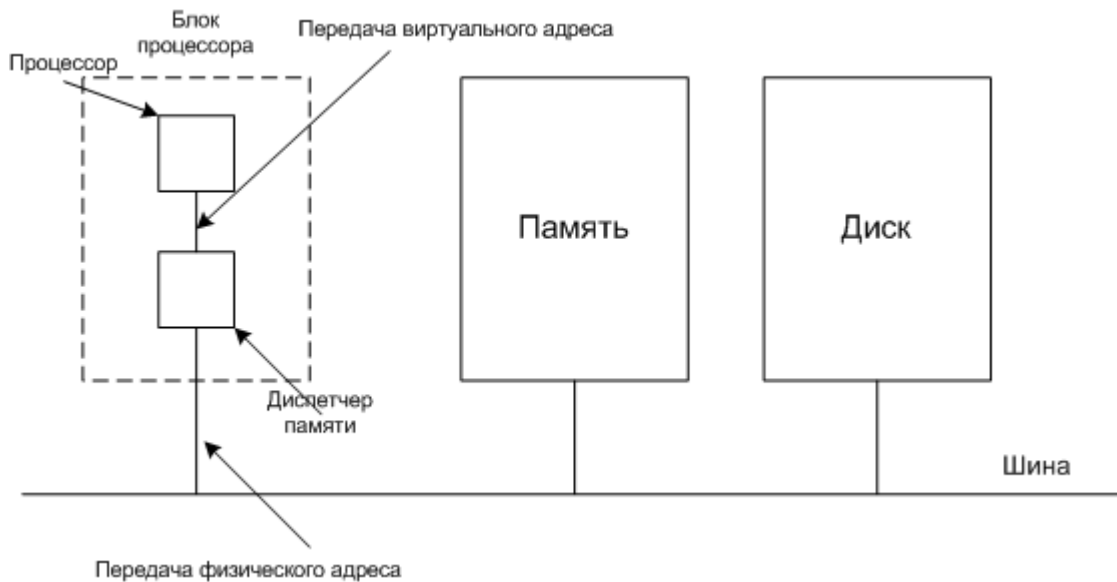 Блок
процессора
Передача виртуального адреса
Процессор
Память
Диск
Диспетчер
памяти
Шина
Передача физического адреса